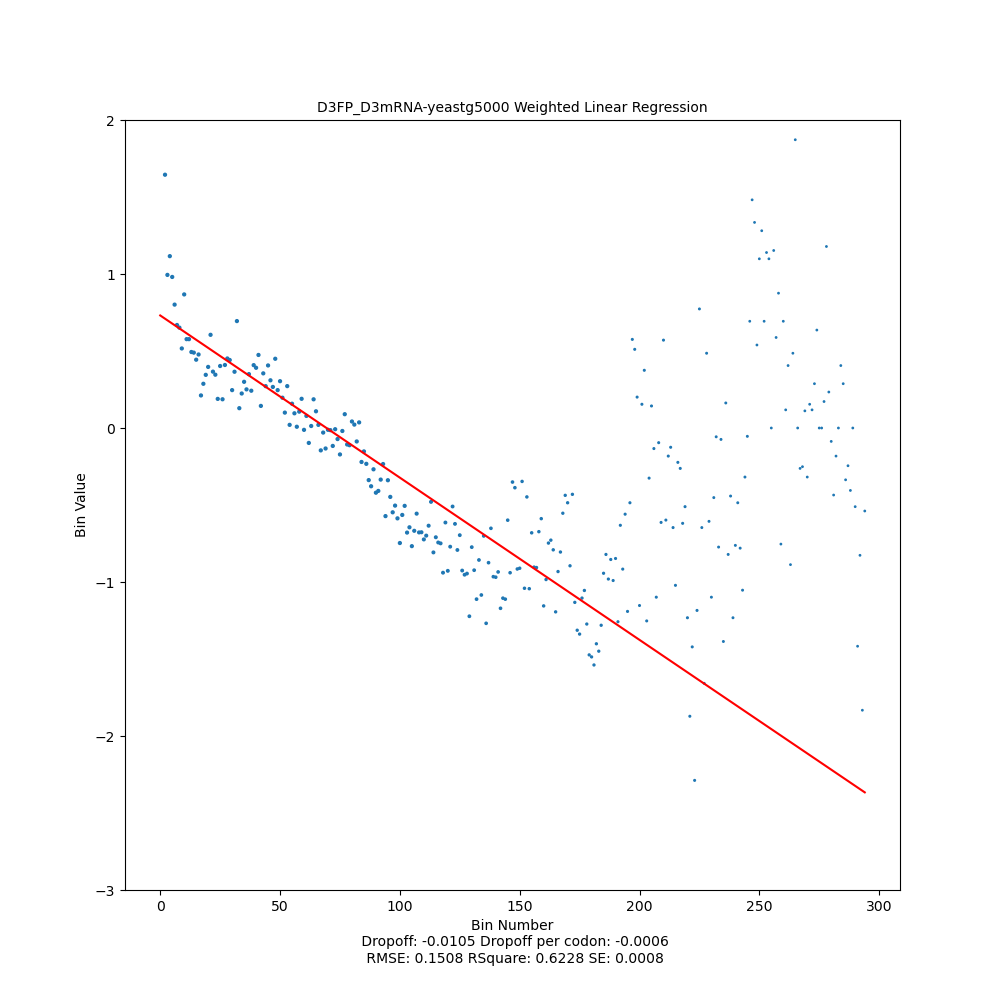 D3FP_D3mRNA-yeastg5000 Weighted Linear Regression
2
1
0
−1
−2
−3
Bin Value
0 50 100 150 200 250 300
Bin Number
Dropoff: -0.0105 Dropoff per codon: -0.0006
RMSE: 0.1508 RSquare: 0.6228 SE: 0.0008